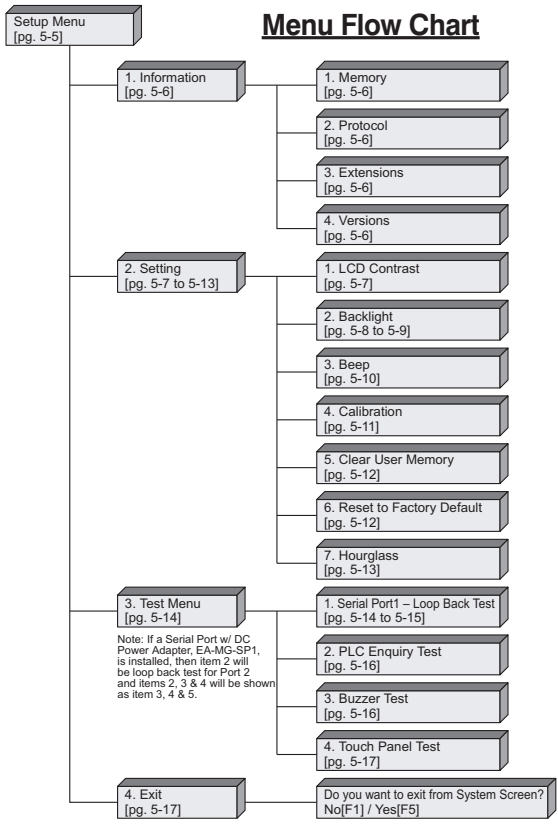 Menu Flow Chart
Setup Menu
[pg. 5-5]
1. Information
[pg. 5-6]
1. Memory
[pg. 5-6]
2. Protocol
[pg. 5-6]
3. Extensions
[pg. 5-6]
4. Versions
[pg. 5-6]
2. Setting
[pg. 5-7 to 5-13]
1. LCD Contrast
[pg. 5-7]
2. Backlight
[pg. 5-8 to 5-9]
3. Beep
[pg. 5-10]
4. Calibration
[pg. 5-11]
5. Clear User Memory
[pg. 5-12]
6. Reset to Factory Default
[pg. 5-12]
7. Hourglass
[pg. 5-13]
3. Test Menu
[pg. 5-14]
Note: If a Serial Port w/ DC
Power Adapter, EA-MG-SP1,
is installed, then item 2 will
be loop back test for Port 2
and items 2, 3 & 4 will be shown
as item 3, 4 & 5.
1. Serial Port1 – Loop Back Test
[pg. 5-14 to 5-15]
2. PLC Enquiry Test
[pg. 5-16]
3. Buzzer Test
[pg. 5-16]
4. Touch Panel Test
[pg. 5-17]
4. Exit
[pg. 5-17]
Do you want to exit from System Screen?
No[F1] / Yes[F5]